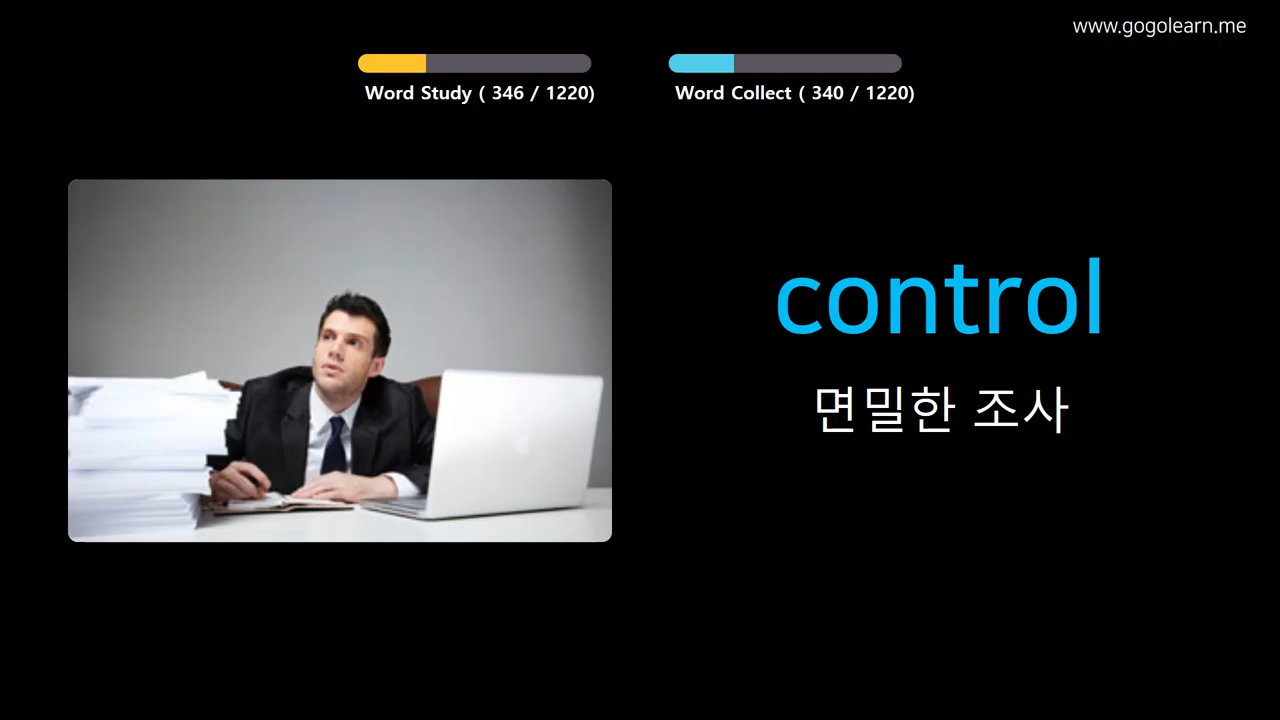 www.gogolearn.me
Word Study ( 346 / 1220)
Word Collect ( 340 / 1220)
control
면밀한 조사